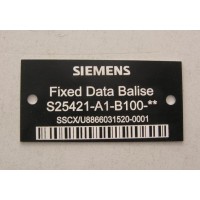 SIEMENS
Fixed Data Balise
S25421-A1-B100-**
SSCX/U8866031520-0001